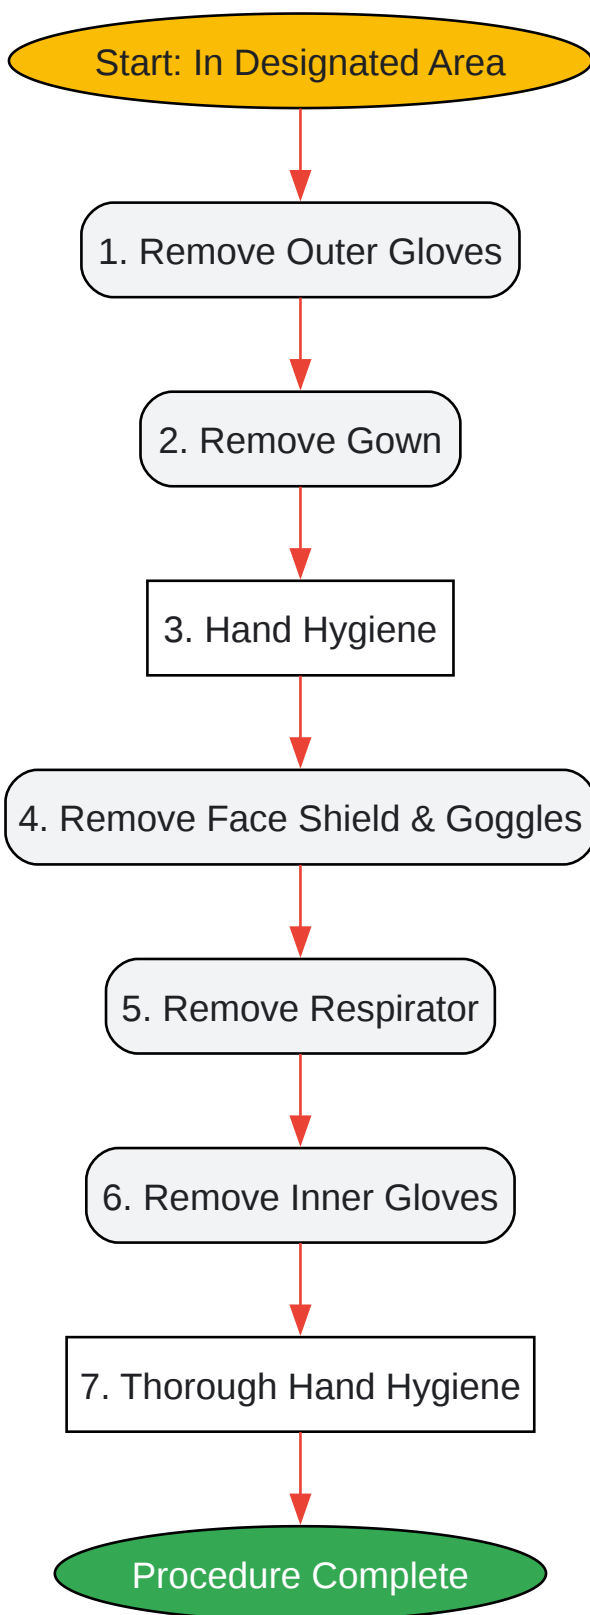 Start: In Designated Area
1. Remove Outer Gloves
2. Remove Gown
3. Hand Hygiene
4. Remove Face Shield & Goggles
5. Remove Respirator
6. Remove Inner Gloves
7. Thorough Hand Hygiene
Procedure Complete